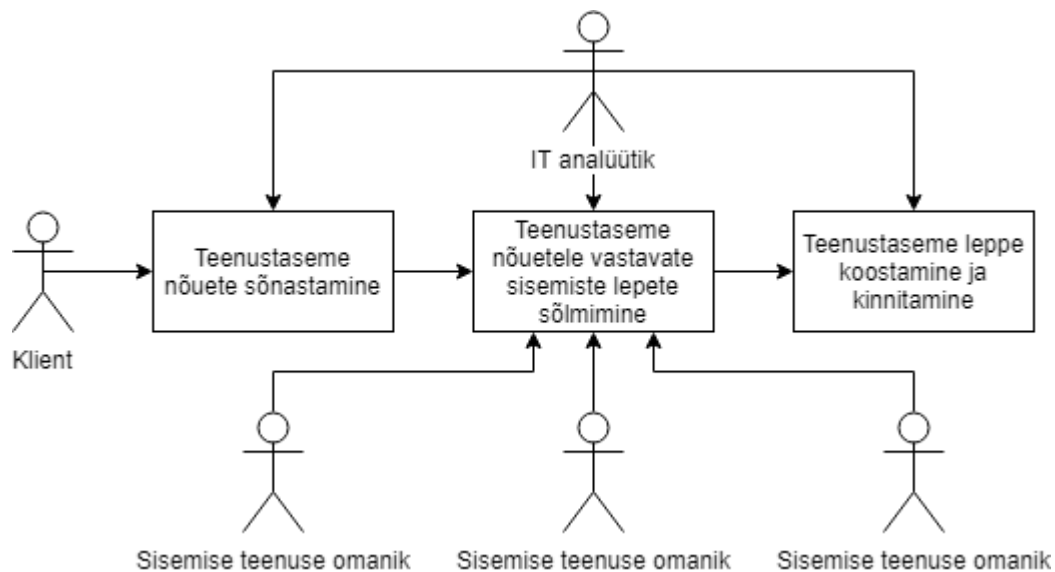 IT analüütik
Teenustaseme
nõuete sõnastamine
Teenustaseme
nõuetele vastavate
sisemiste lepete
sõlmimine
Teenustaseme leppe
koostamine ja
kinnitamine
Klient
Sisemise teenuse omanik
Sisemise teenuse omanik
Sisemise teenuse omanik